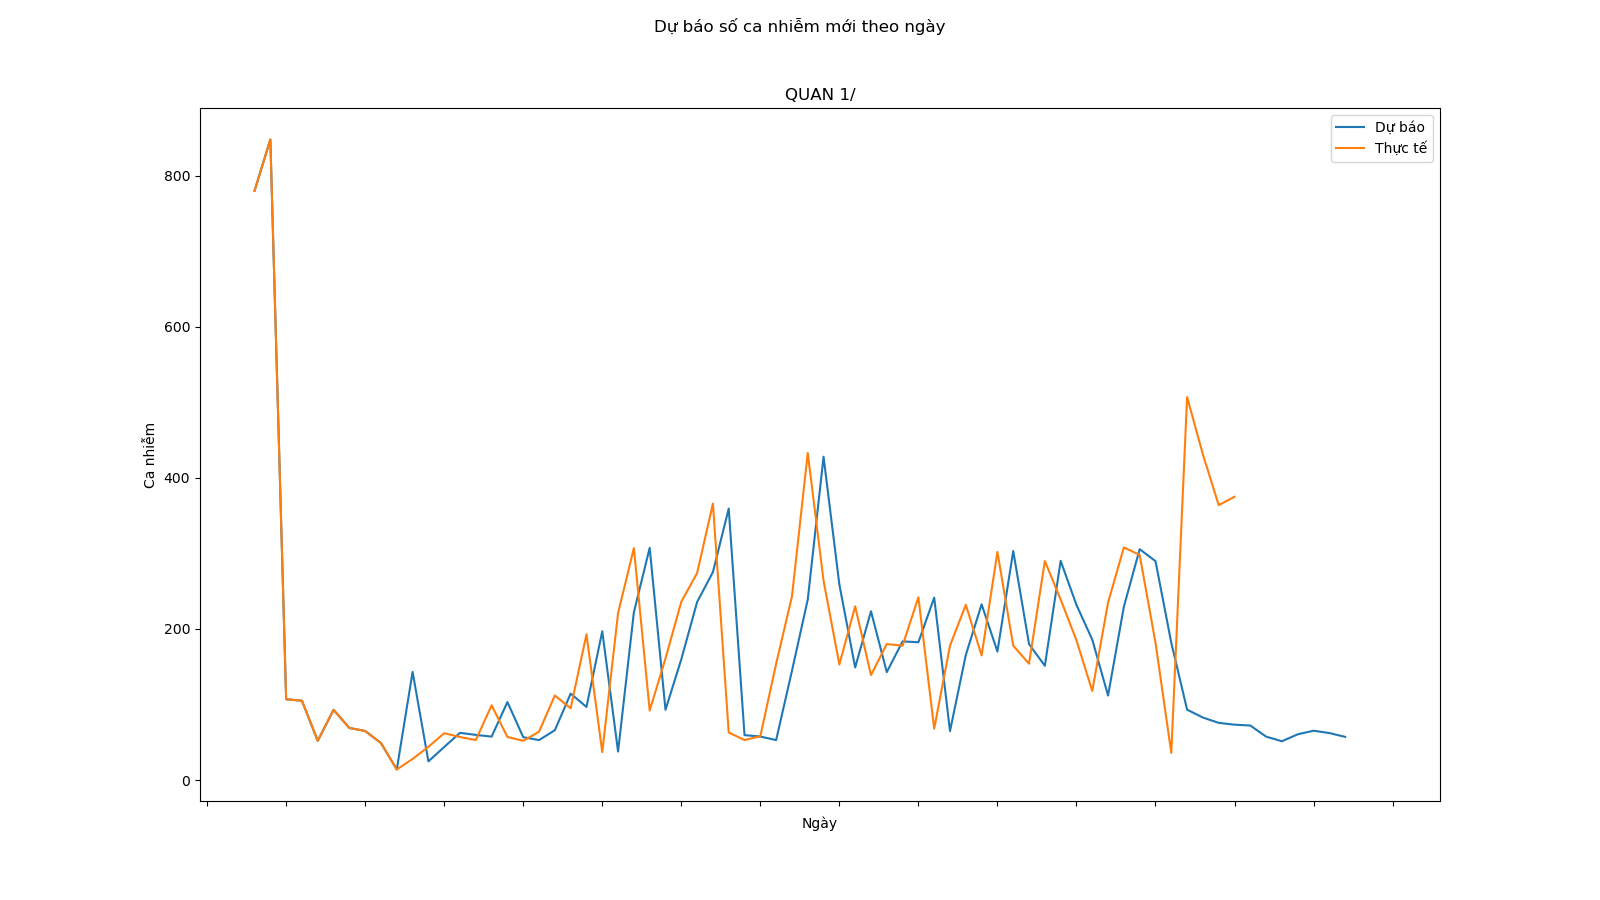 Dự báo số ca nhiễm mới theo ngày
QUAN 1/
Dự báo
Thực tế
800
600
400
200
0
Ca nhiễm
Ngày